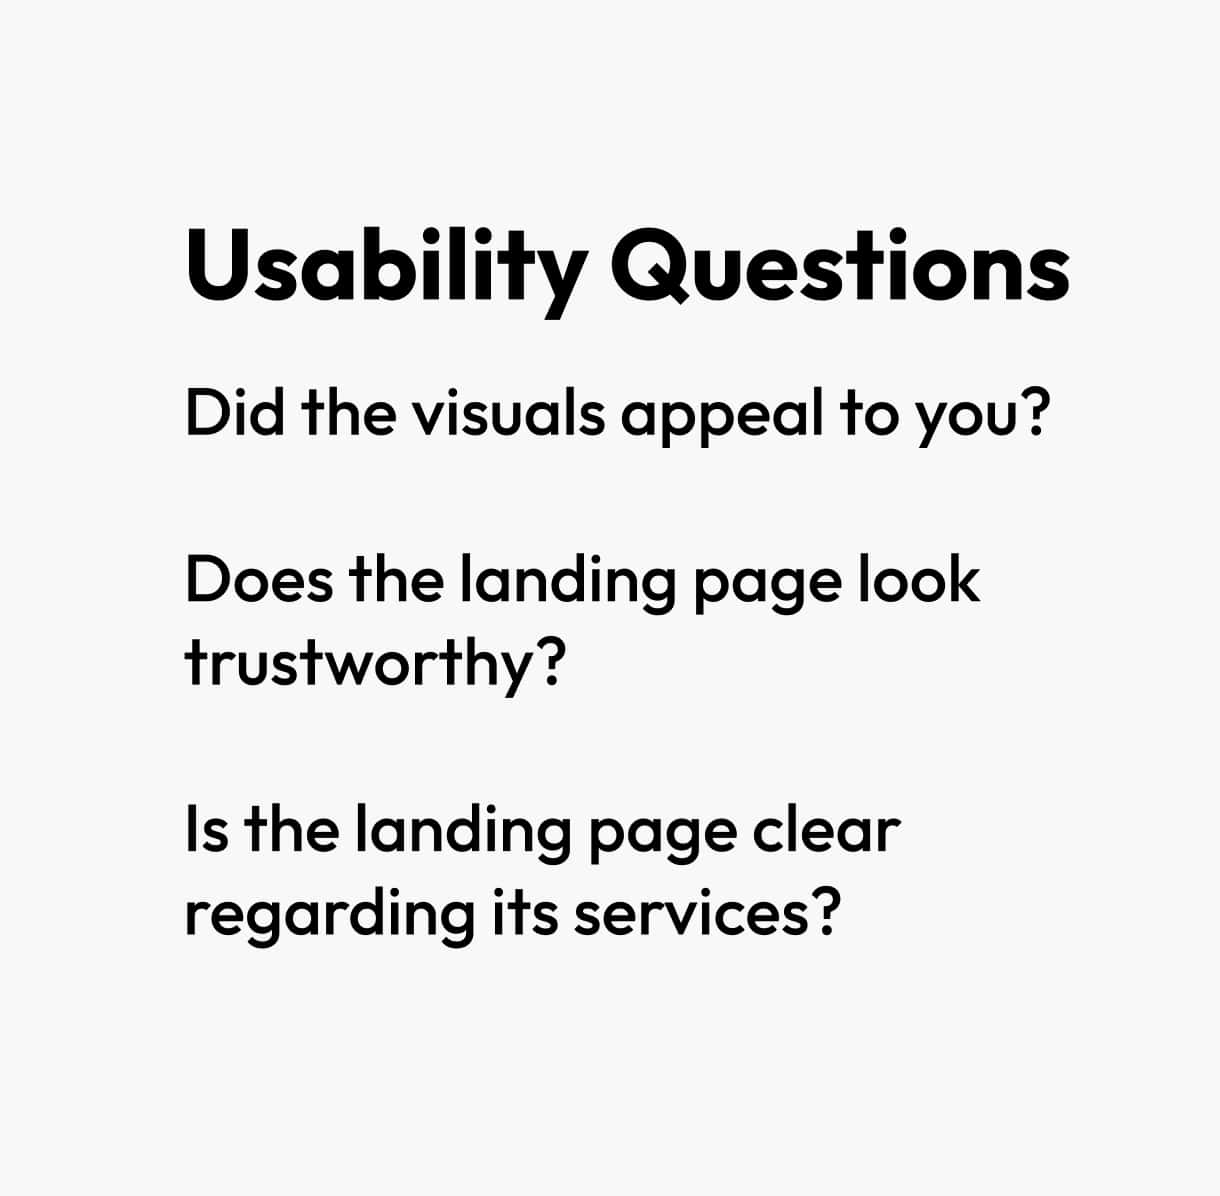 Usability Questions
Did the visuals appeal to you?
Does the landing page look
trustworthy?
Is the landing page clear
regarding its services?